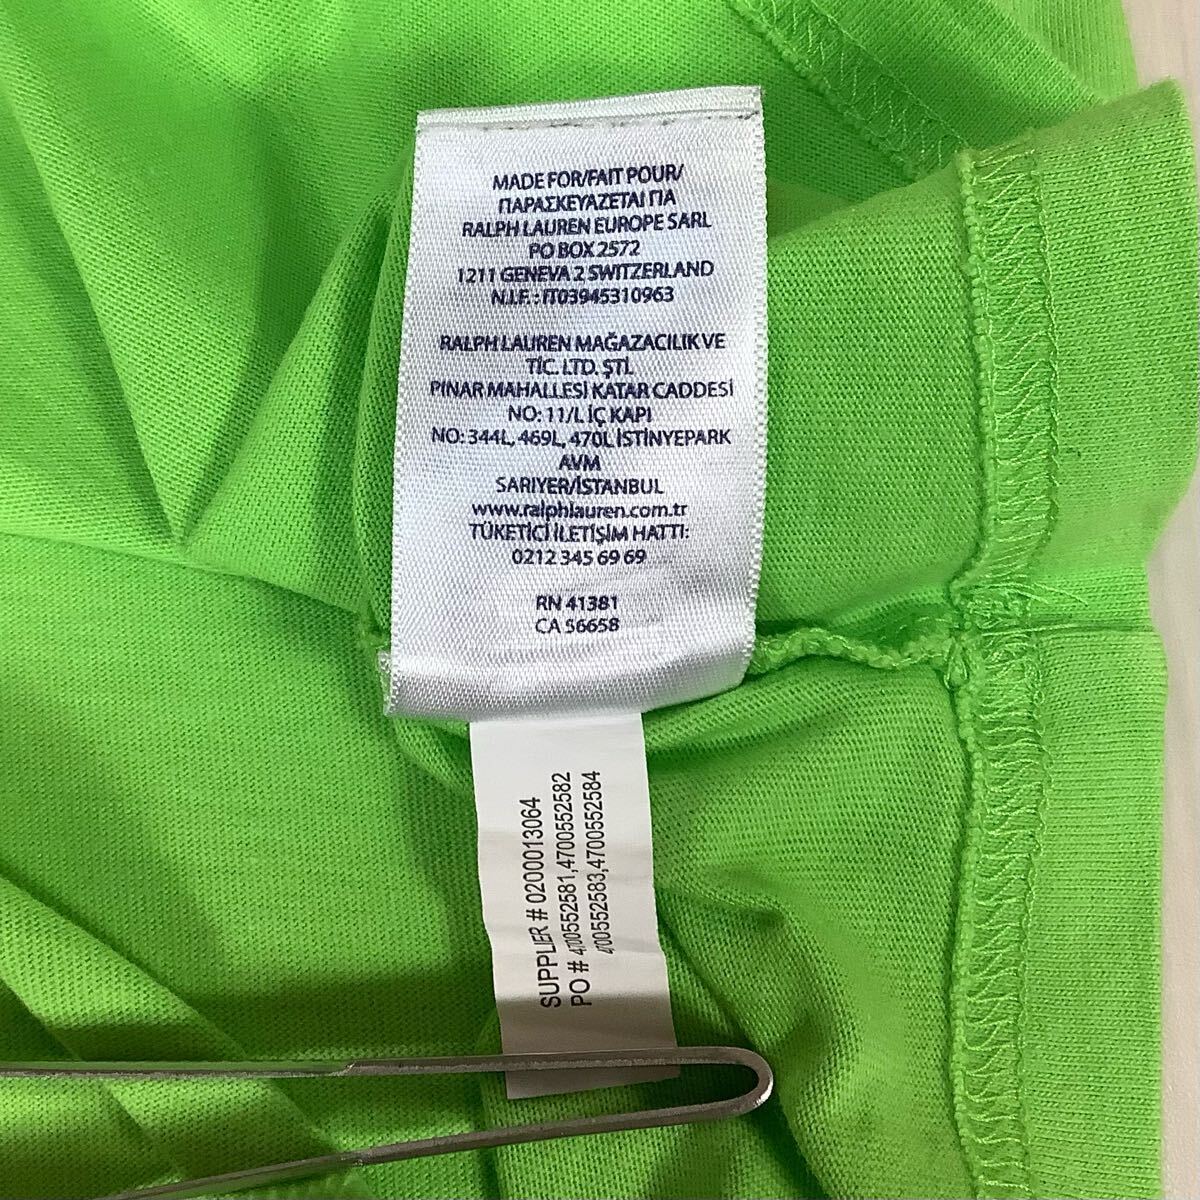 MADE FOR/FAIT POUR/
ΠΑΡΑΣΚΕΥΑΖΕΤΑΙ ΓΙΑ
RALPH LAUREN EUROPE SARL
PO BOX 2572
1211 GENEVA 2 SWITZERLAND
N.I.F. : IT03945310963
RALPH LAUREN MAĞAZACILIK VE
TİC. LTD. ŞTİ.
PINAR MAHALLESİ KATAR CADDESİ
NO: 11/L İÇ KAPI
NO: 344L, 469L, 470L İSTİNYEPARK
AVM
SARIYER/İSTANBUL
www.ralphlauren.com.tr
TÜKETİCİ İLETİŞİM HATTI:
0212 345 69 69
RN 41381
CA 56658
SUPPLIER # 0200013064
PO # 4700552581,4700552582
4700552583,4700552584